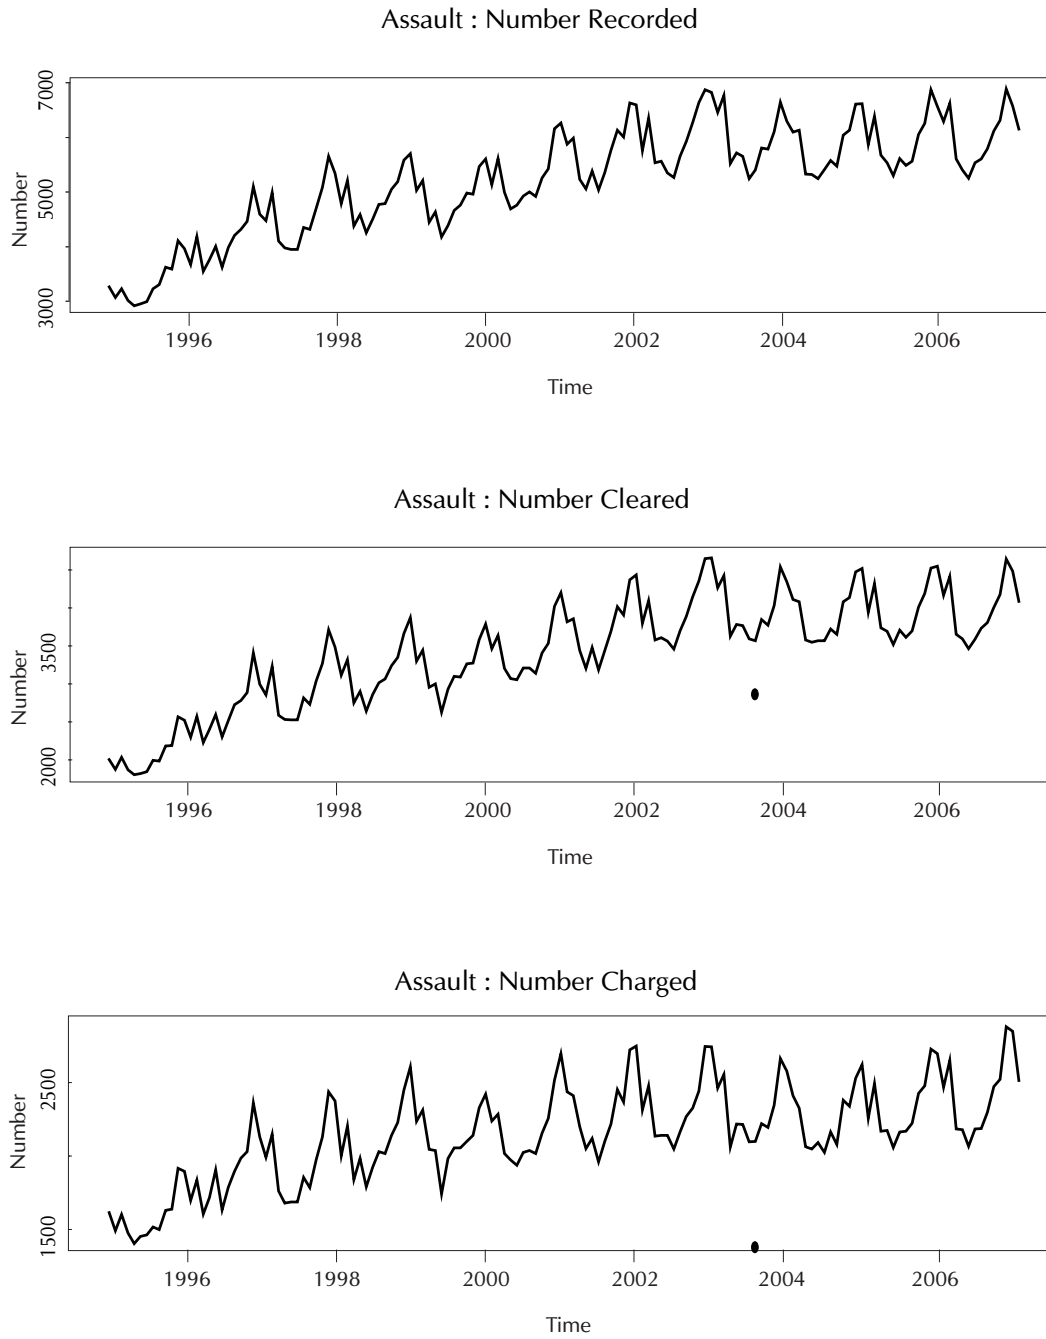 Assault : Number Recorded
7000
5000
3000
Number
1996 1998 2000 2002 2004 2006
Time
Assault : Number Cleared
3500
2000
Number
1996 1998 2000 2002 2004 2006
Time
Assault : Number Charged
2500
1500
Number
1996 1998 2000 2002 2004 2006
Time